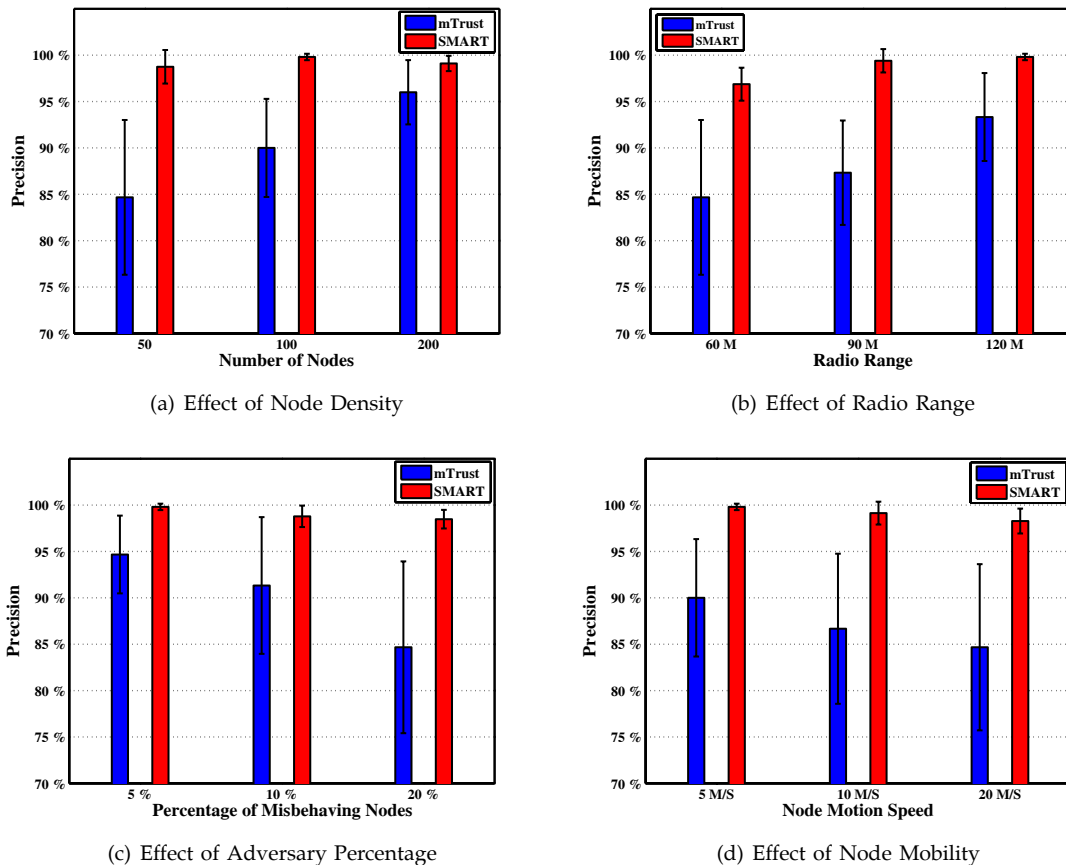 mTrust
SMART
100 %
95 %
90 %
85 %
80 %
75 %
70 %
Precision
50
100
200
Number of Nodes
(a) Effect of Node Density
mTrust
SMART
100 %
95 %
90 %
85 %
80 %
75 %
70 %
Precision
60 M
90 M
120 M
Radio Range
(b) Effect of Radio Range
mTrust
SMART
100 %
95 %
90 %
85 %
80 %
75 %
70 %
Precision
5 %
10 %
20 %
Percentage of Misbehaving Nodes
(c) Effect of Adversary Percentage
mTrust
SMART
100 %
95 %
90 %
85 %
80 %
75 %
70 %
Precision
5 M/S
10 M/S
20 M/S
Node Motion Speed
(d) Effect of Node Mobility